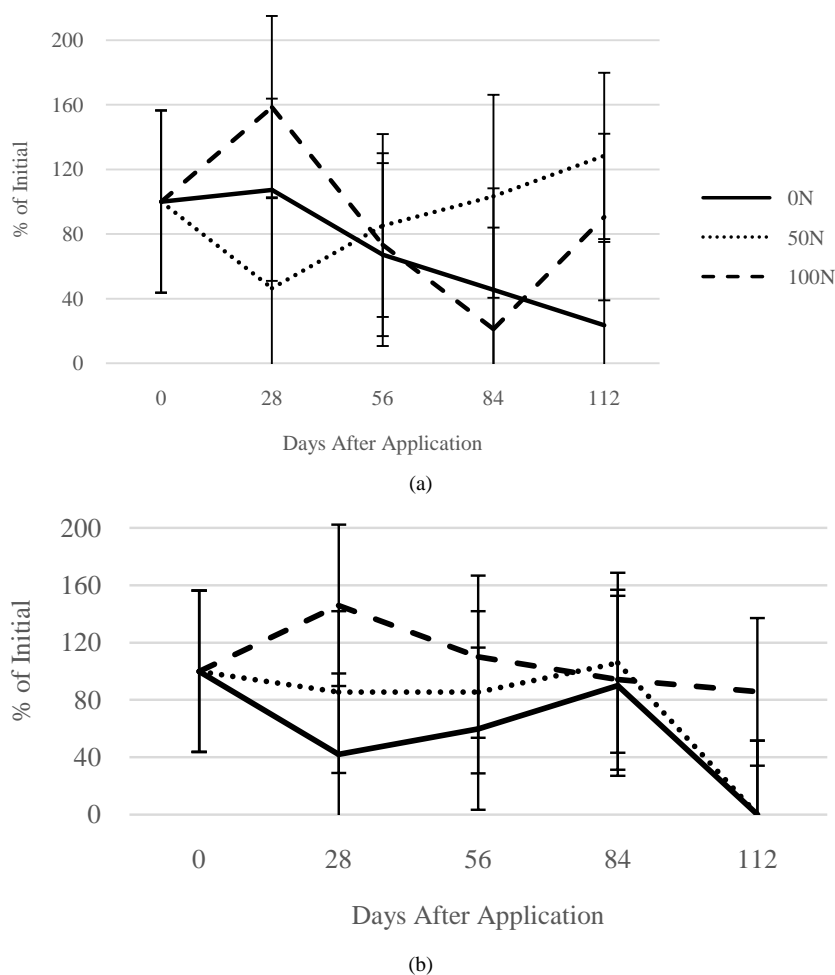 200
160
120
80
40
0
% of Initial
0 28 56 84 112
Days After Application
0N
50N
100N
(a)
200
160
120
80
40
0
% of Initial
0 28 56 84 112
Days After Application
(b)